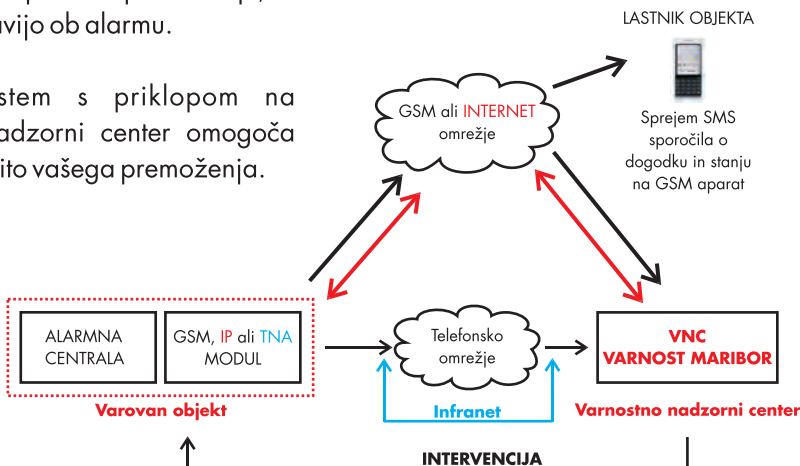 avijo ob alarmu.
stem s priklopom na
adzorni center omogoča
ito vašega premoženja.
LASTNIK OBJEKTA
GSM ali INTERNET
omrežje
Sprejem SMS
sporočila o
dogodku in stanju
na GSM aparat
ALARMNA
CENTRALA
GSM, IP ali TNA
MODUL
Telefonsko
omrežje
VNC
VARNOST MARIBOR
Varovan objekt
Infranet
Varnostno nadzorni center
INTERVENCIJA